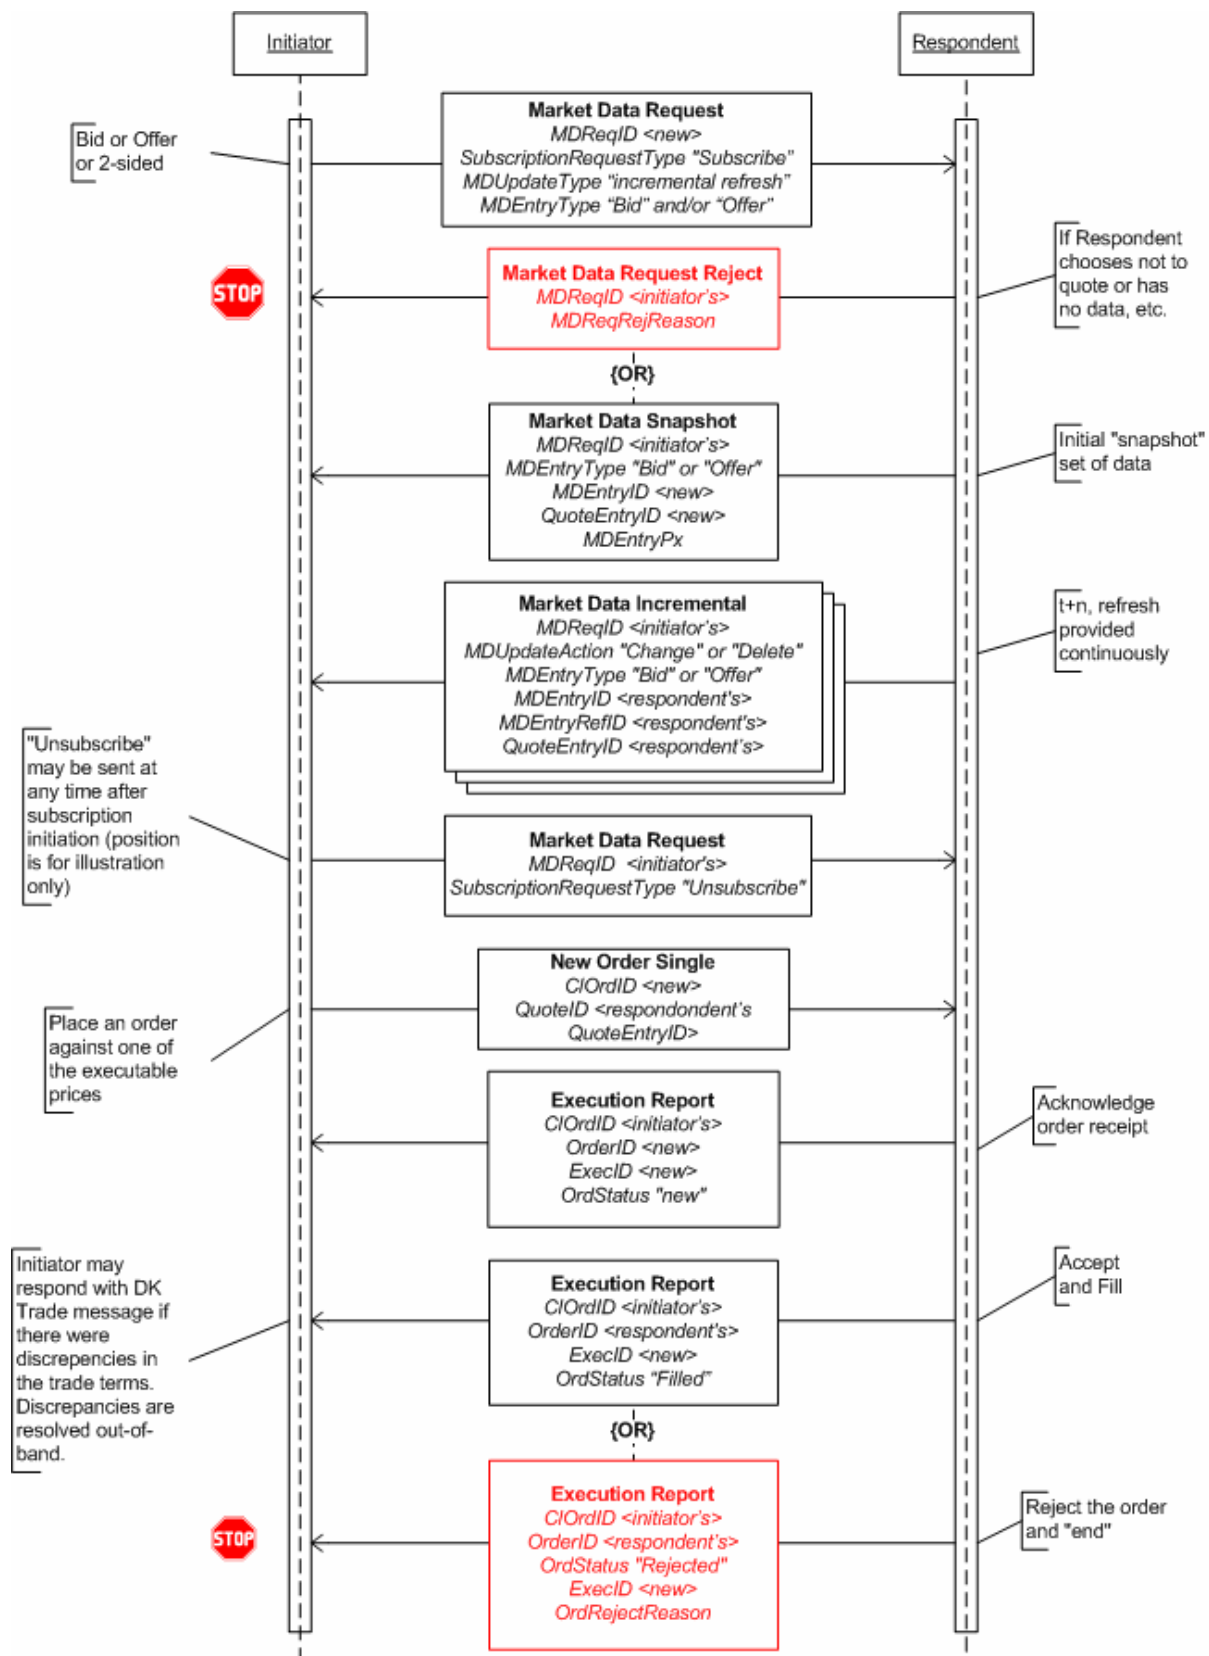 Initiator
Respondent
Bid or Offer
or 2-sided
Market Data Request
MDReqID <new>
SubscriptionRequestType "Subscribe"
MDUpdateType “incremental refresh”
MDEntryType “Bid” and/or “Offer”
If Respondent
chooses not to
quote or has
no data, etc.
STOP
Market Data Request Reject
MDReqID <initiator's>
MDReqRejReason
{OR}
Market Data Snapshot
MDReqID <initiator’s>
MDEntryType "Bid" or "Offer"
MDEntryID <new>
QuoteEntryID <new>
MDEntryPx
Initial "snapshot"
set of data
Market Data Incremental
MDReqID <initiator’s>
MDUpdateAction "Change" or "Delete"
MDEntryType "Bid" or "Offer"
MDEntryID <respondent's>
MDEntryRefID <respondent's>
QuoteEntryID <respondent's>
t+n, refresh
provided
continuously
"Unsubscribe"
may be sent at
any time after
subscription
initiation (position
is for illustration
only)
Market Data Request
MDReqID <initiator's>
SubscriptionRequestType "Unsubscribe"
New Order Single
ClOrdID <new>
QuoteID <respondondent’s
QuoteEntryID>
Place an order
against one of
the executable
prices
Execution Report
ClOrdID <initiator’s>
OrderID <new>
ExecID <new>
OrdStatus "new"
Acknowledge
order receipt
Initiator may
respond with DK
Trade message if
there were
discrepencies in
the trade terms.
Discrepancies are
resolved out-of-
band.
Execution Report
ClOrdID <initiator’s>
OrderID <respondent's>
ExecID <new>
OrdStatus “Filled”
Accept
and Fill
{OR}
STOP
Execution Report
ClOrdID <initiator’s>
OrderID <respondent’s>
OrdStatus "Rejected"
ExecID <new>
OrdRejectReason
Reject the order
and "end"